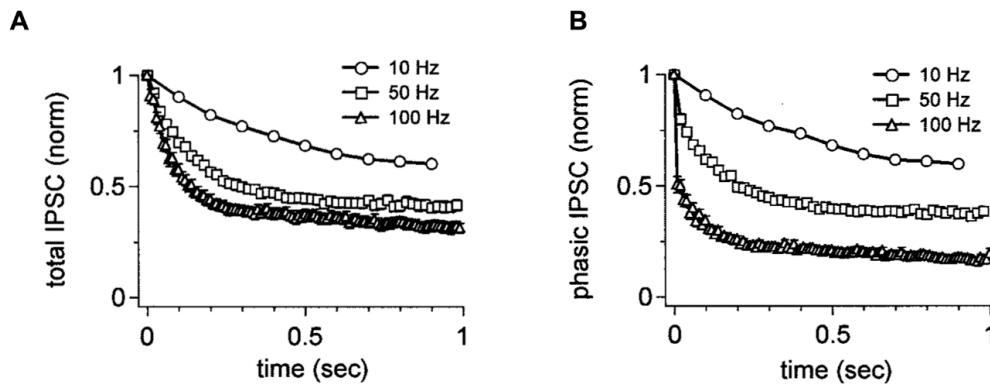 A
total IPSC (norm)
1
0.5
0
10 Hz
50 Hz
100 Hz
0
0.5
1
time (sec)
B
phasic IPSC (norm)
1
0.5
0
10 Hz
50 Hz
100 Hz
0
0.5
1
time (sec)